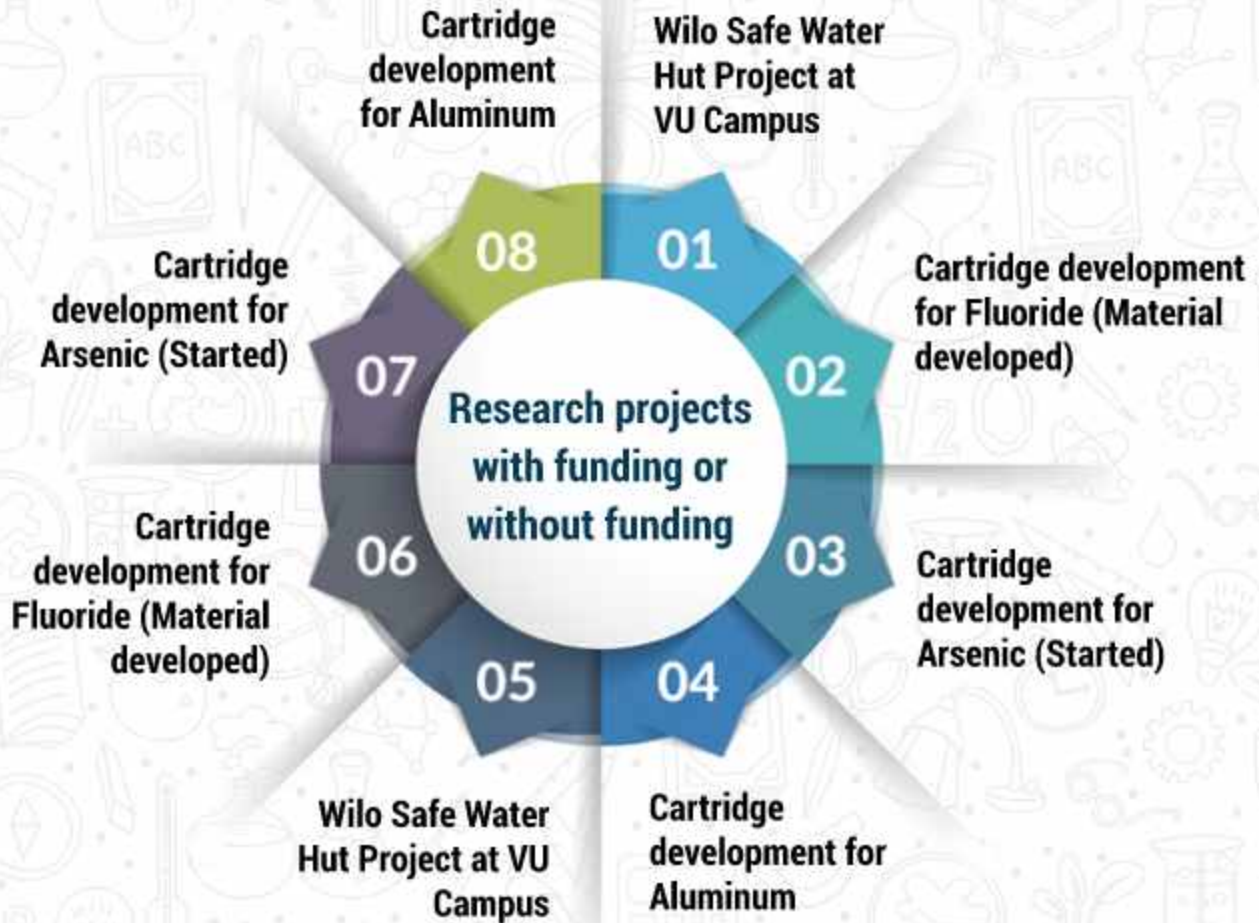 Research projects
with funding or
without funding
01
Wilo Safe Water
Hut Project at
VU Campus
02
Cartridge development
for Fluoride (Material
developed)
03
Cartridge
development for
Arsenic (Started)
04
Cartridge
development for
Aluminum
05
Wilo Safe Water
Hut Project at VU
Campus
06
Cartridge
development for
Fluoride (Material
developed)
07
Cartridge
development for
Arsenic (Started)
08
Cartridge
development
for Aluminum
ABC
ABC